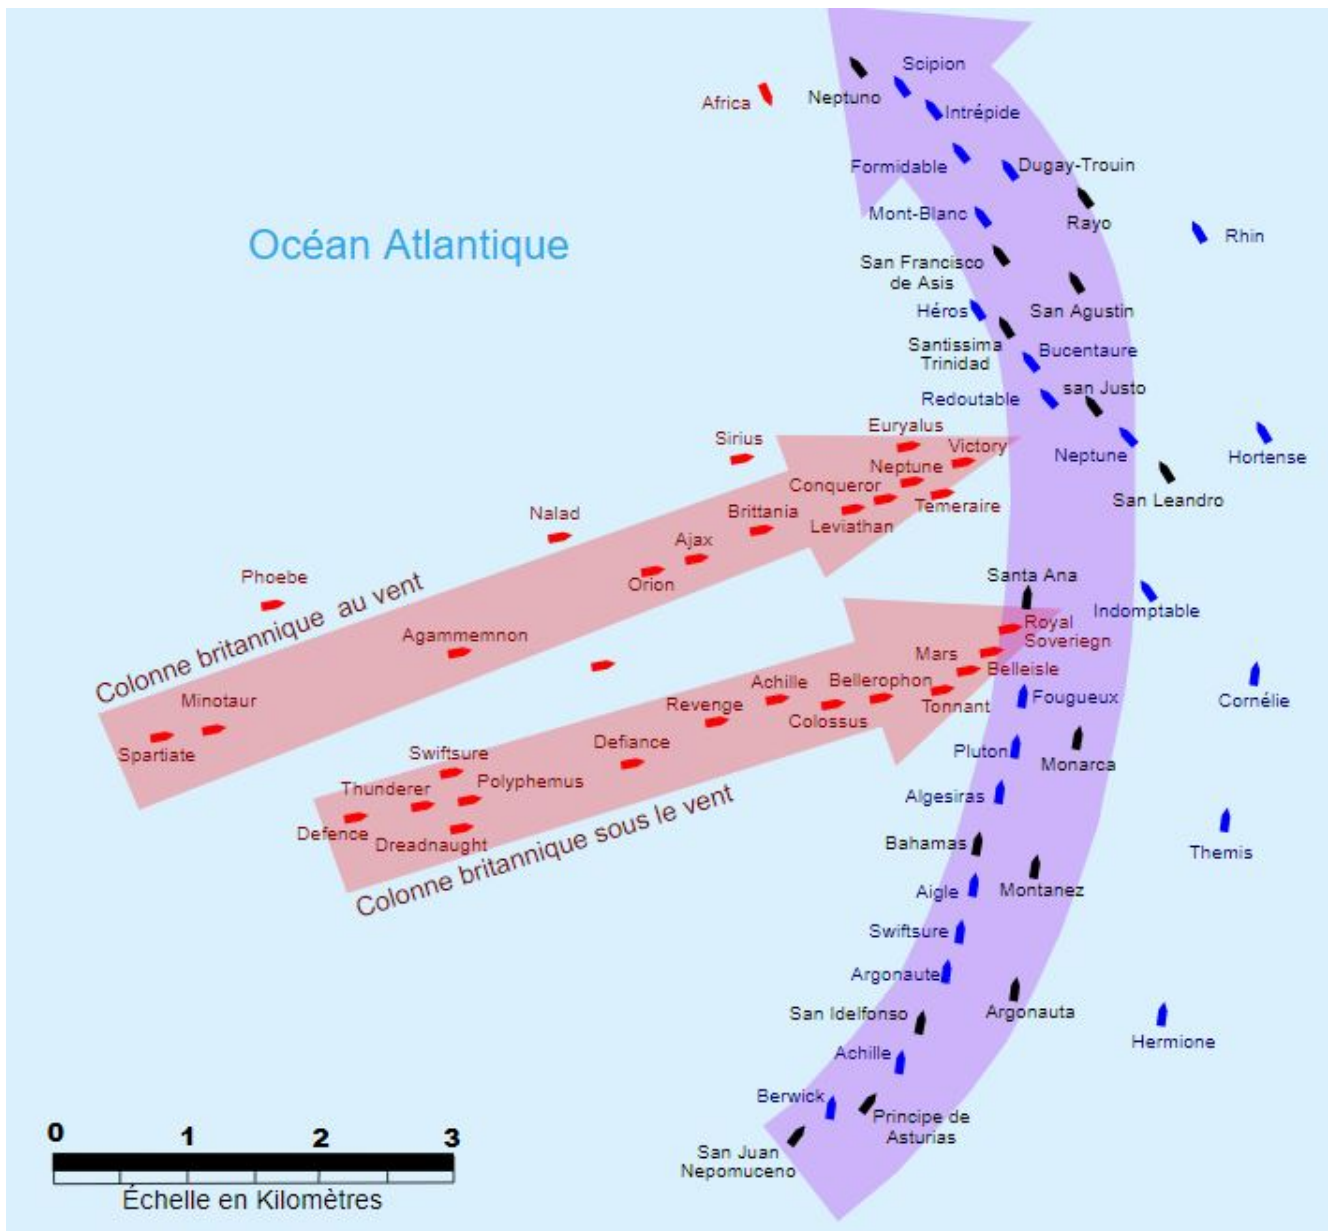 Scipion
Africa
Neptuno
Intrépide
Formidable
Dugay-Trouin
Mont-Blanc
Rayo
Rhin
Océan Atlantique
San Francisco
de Asis
Héros
San Agustin
Santissima
Trinidad
Bucentaure
san Justo
Redoutable
Euryalus
Sirius
Victory
Neptune
Neptune
Hortense
Conqueror
San Leandro
Temeraire
Brittania
Leviathan
Nalad
Ajax
Orion
Phoebe
Santa Ana
Indomptable
Colonne britannique au vent
Agammemnon
Royal
Soveriegn
Mars
Belleisle
Minotaur
Achille
Bellerophon
Revenge
Tonnant
Fougueux
Cornélie
Colossus
Spartiate
Defiance
Swiftsure
Pluton
Monarca
Polyphemus
Thunderer
Algesiras
Defence
Dreadnaught
Colonne britannique sous le vent
Bahamas
Themis
Aigle
Montanez
Swiftsure
Argonaute
San Idelfonso
Argonauta
Hermione
Achille
Berwick
Principe de
Asturias
San Juan
Nepomuceno
0 1 2 3
Échelle en Kilomètres